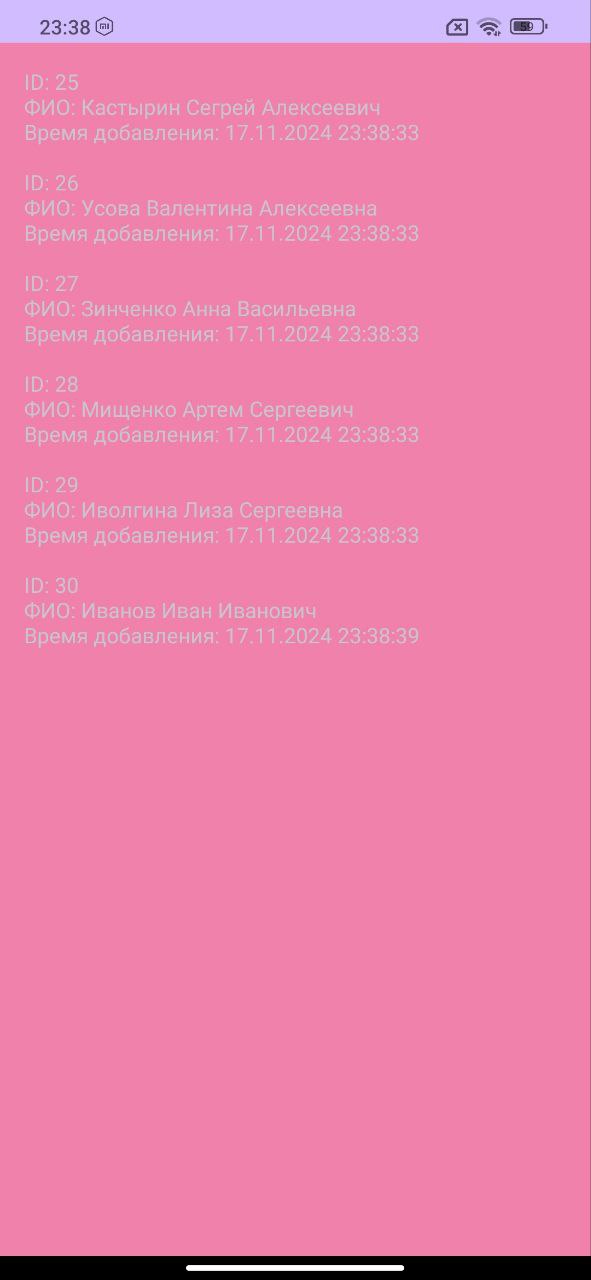 23:38
59
ID: 25
ФИО: Кастырин Сегрей Алексеевич
Время добавления: 17.11.2024 23:38:33
ID: 26
ФИО: Усова Валентина Алексеевна
Время добавления: 17.11.2024 23:38:33
ID: 27
ФИО: Зинченко Анна Васильевна
Время добавления: 17.11.2024 23:38:33
ID: 28
ФИО: Мищенко Артем Сергеевич
Время добавления: 17.11.2024 23:38:33
ID: 29
ФИО: Иволгина Лиза Сергеевна
Время добавления: 17.11.2024 23:38:33
ID: 30
ФИО: Иванов Иван Иванович
Время добавления: 17.11.2024 23:38:39